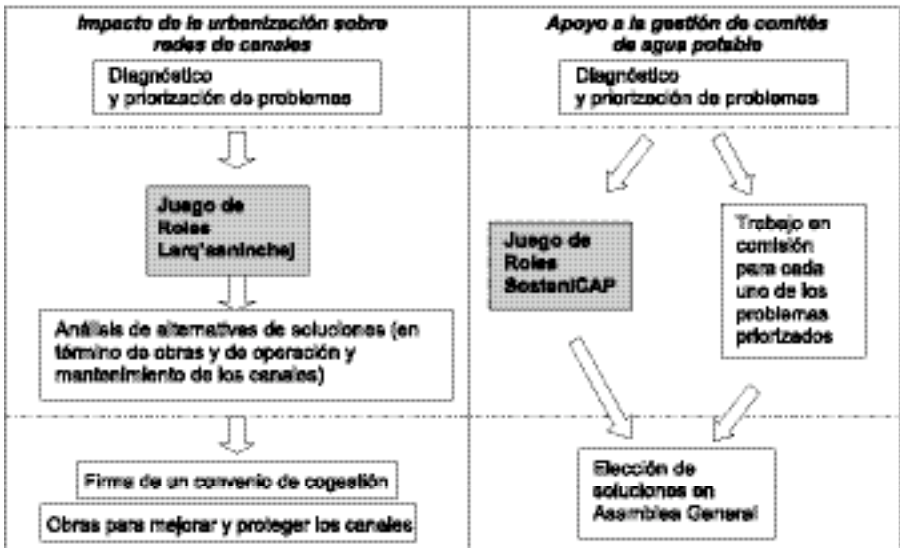 Impacto de la urbanización sobre
redes de canales
Diagnóstico
y priorización de problemas
Juego de
Roles
Larq'asninchej
Análisis de alternativas de soluciones (en
término de obras y de operación y
mantenimiento de los canales)
Firma de un convenio de cogestión
Obras para mejorar y proteger los canales
Apoyo a la gestión de comités
de agua potable
Diagnóstico
y priorización de problemas
Juego de
Roles
SosteniCAP
Trabajo en
comisión
para cada
uno de los
problemas
priorizados
Elección de
soluciones en
Asamblea General